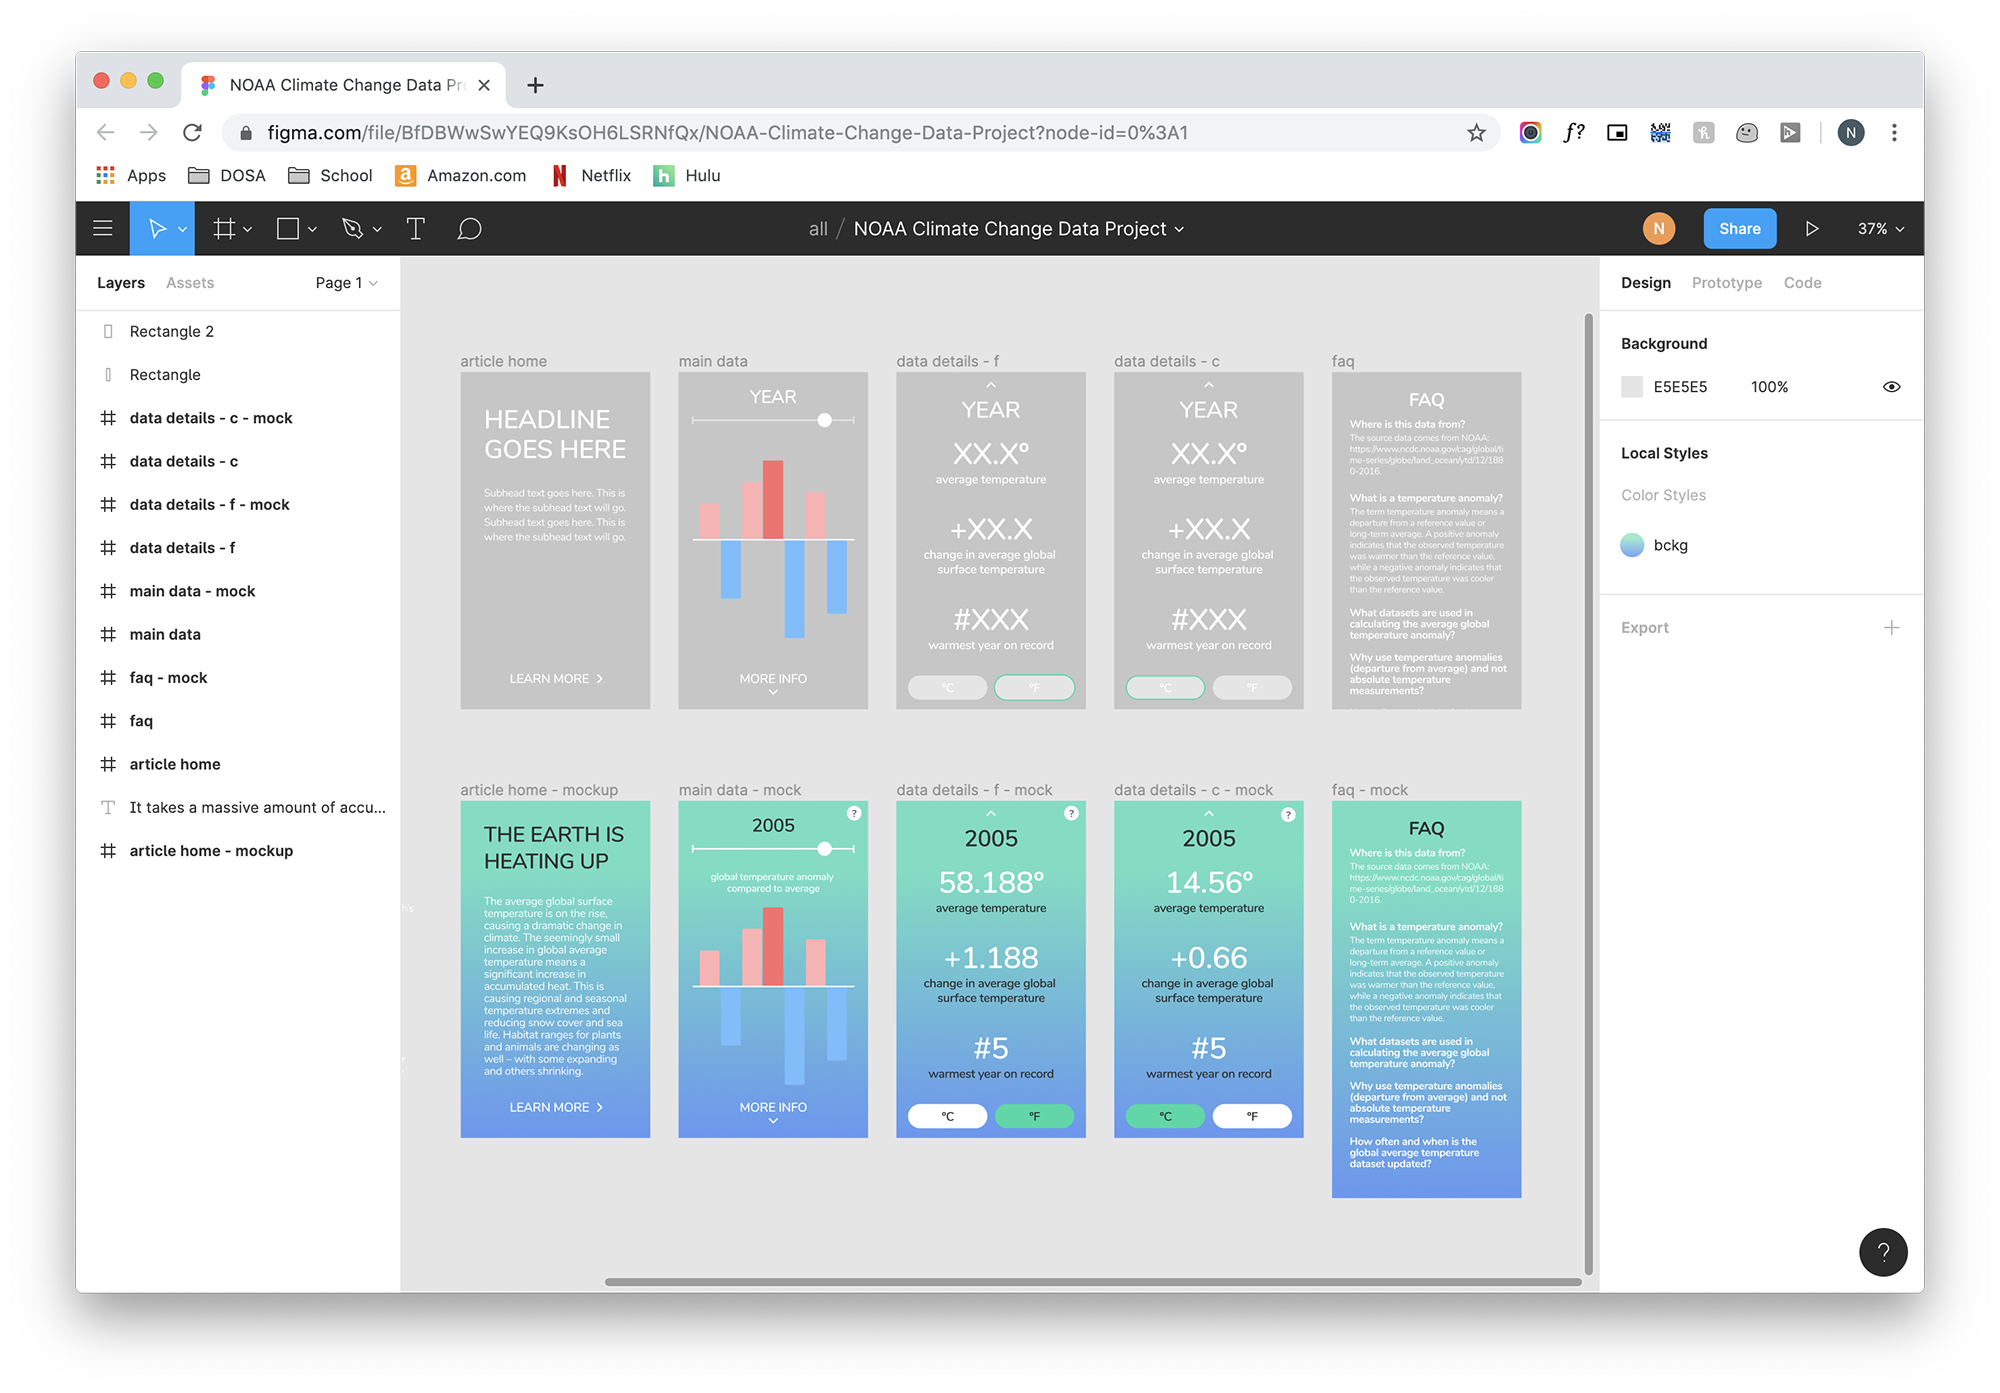 NOAA Climate Change Data Pr
figma.com/file/BfDBWwSwYEQ9KsOH6LSRNfQx/NOAA-Climate-Change-Data-Project?node-id=0%3A1
f?
N
Apps
DOSA
School
Amazon.com
Netflix
Hulu
all / NOAA Climate Change Data Project
N
Share
37%
Layers
Assets
Page 1
Rectangle 2
Rectangle
data details - c - mock
data details - c
data details - f - mock
data details - f
main data - mock
main data
faq - mock
faq
article home
It takes a massive amount of accu...
article home - mockup
article home
HEADLINE
GOES HERE
Subhead text goes here. This is
where the subhead text will go.
Subhead text goes here. This is
where the subhead text will go.
LEARN MORE >
main data
YEAR
MORE INFO
data details - f
YEAR
XX.X°
average temperature
+XX.X
change in average global
surface temperature
#XXX
warmest year on record
°C
°F
data details - c
YEAR
XX.X°
average temperature
+XX.X
change in average global
surface temperature
#XXX
warmest year on record
°C
°F
faq
FAQ
Where is this data from?
The source data comes from NOAA:
https://www.ncdc.noaa.gov/cag/global/ti
me-series/globe/land_ocean/ytd/12/188
0-2016.
What is a temperature anomaly?
The term temperature anomaly means a
departure from a reference value or
long-term average. A positive anomaly
indicates that the observed temperature
was warmer than the reference value,
while a negative anomaly indicates that
the observed temperature was cooler
than the reference value.
What datasets are used in
calculating the average global
temperature anomaly?
Why use temperature anomalies
(departure from average) and not
absolute temperature
measurements?
article home - mockup
THE EARTH IS
HEATING UP
The average global surface
temperature is on the rise,
causing a dramatic change in
climate. The seemingly small
increase in global average
temperature means a
significant increase in
accumulated heat. This is
causing regional and seasonal
temperature extremes and
reducing snow cover and sea
life. Habitat ranges for plants
and animals are changing as
well – with some expanding
and others shrinking.
LEARN MORE >
main data - mock
?
2005
global temperature anomaly
compared to average
MORE INFO
data details - f - mock
?
2005
58.188°
average temperature
+1.188
change in average global
surface temperature
#5
warmest year on record
°C
°F
data details - c - mock
?
2005
14.56°
average temperature
+0.66
change in average global
surface temperature
#5
warmest year on record
°C
°F
faq - mock
FAQ
Where is this data from?
The source data comes from NOAA:
https://www.ncdc.noaa.gov/cag/global/ti
me-series/globe/land_ocean/ytd/12/188
0-2016.
What is a temperature anomaly?
The term temperature anomaly means a
departure from a reference value or
long-term average. A positive anomaly
indicates that the observed temperature
was warmer than the reference value,
while a negative anomaly indicates that
the observed temperature was cooler
than the reference value.
What datasets are used in
calculating the average global
temperature anomaly?
Why use temperature anomalies
(departure from average) and not
absolute temperature
measurements?
How often and when is the
global average temperature
dataset updated?
Design
Prototype
Code
Background
E5E5E5
100%
Local Styles
Color Styles
bckg
Export
?